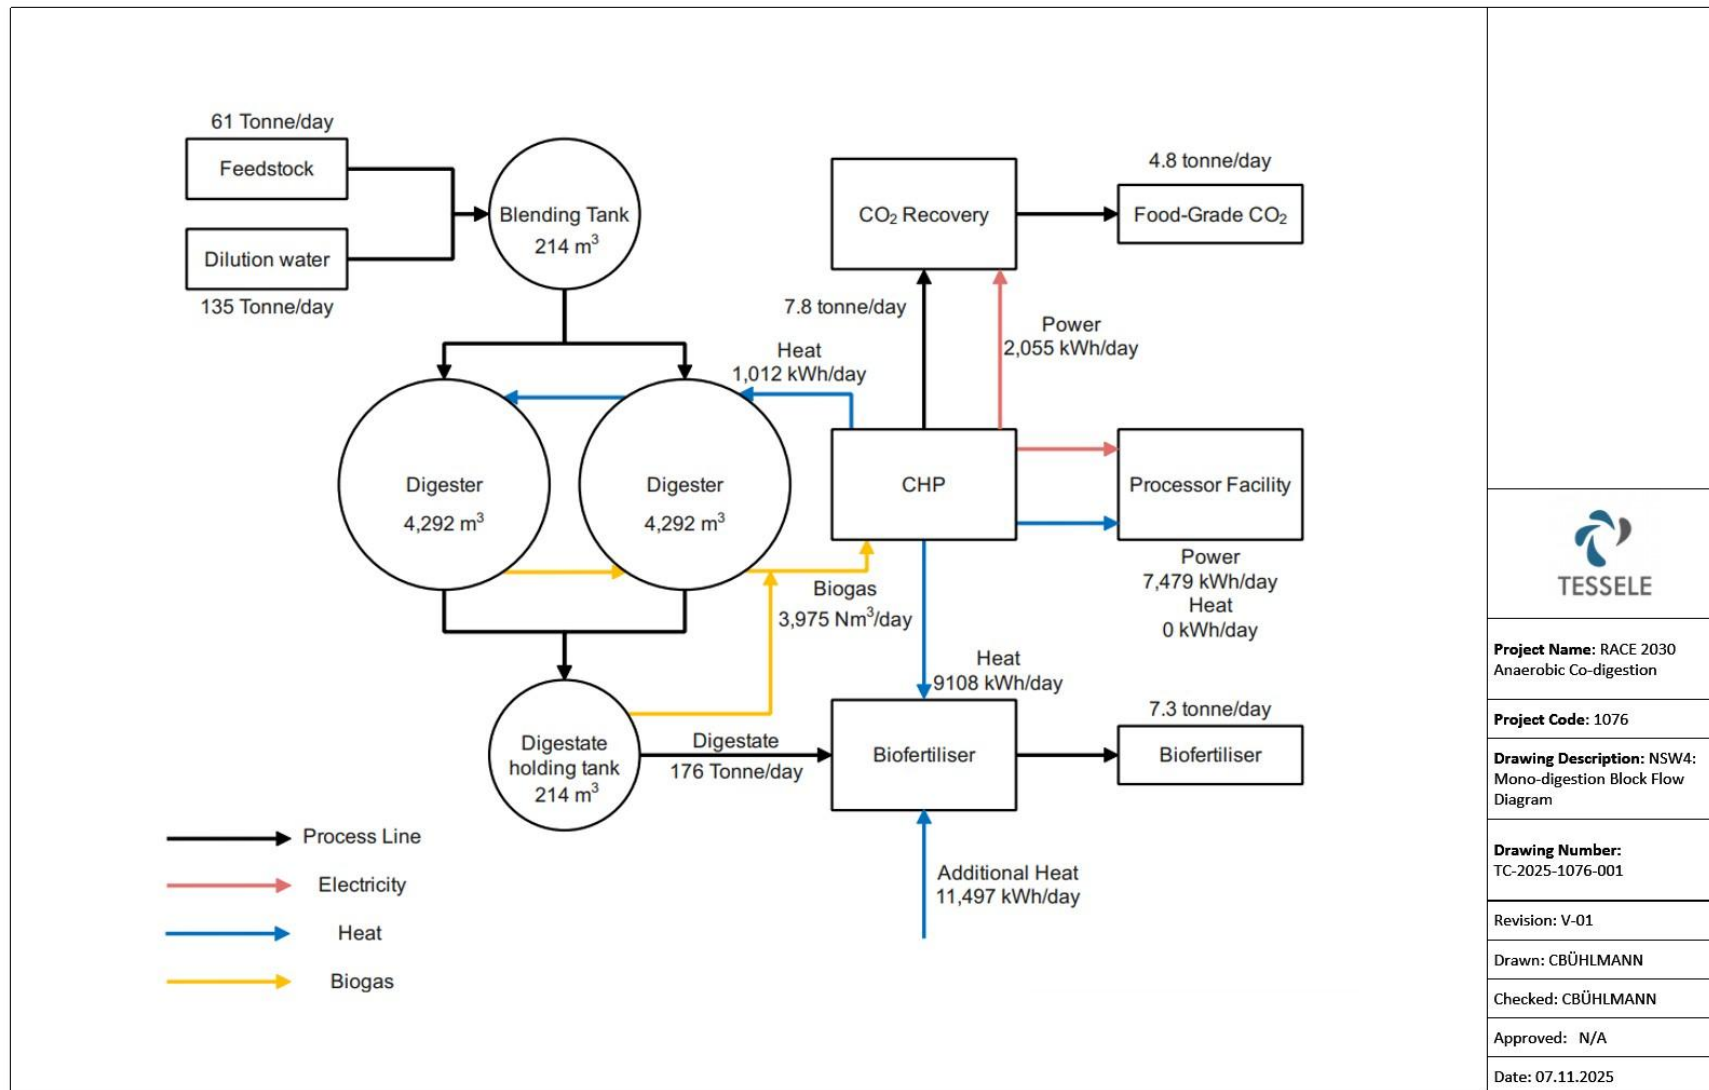 61 Tonne/day
Feedstock
Dilution water
135 Tonne/day
Blending Tank
214 m³
CO₂ Recovery
4.8 tonne/day
Food-Grade CO₂
7.8 tonne/day
Power
2,055 kWh/day
Heat
1,012 kWh/day
Digester
4,292 m³
Digester
4,292 m³
CHP
Processor Facility
Power
7,479 kWh/day
Heat
0 kWh/day
Biogas
3,975 Nm³/day
Heat
9108 kWh/day
Digestate
holding tank
214 m³
Digestate
176 Tonne/day
Biofertiliser
7.3 tonne/day
Biofertiliser
Additional Heat
11,497 kWh/day
Process Line
Electricity
Heat
Biogas
TESSELE
Project Name: RACE 2030
Anaerobic Co-digestion
Project Code: 1076
Drawing Description: NSW4:
Mono-digestion Block Flow
Diagram
Drawing Number:
TC-2025-1076-001
Revision: V-01
Drawn: CBÜHLMANN
Checked: CBÜHLMANN
Approved: N/A
Date: 07.11.2025